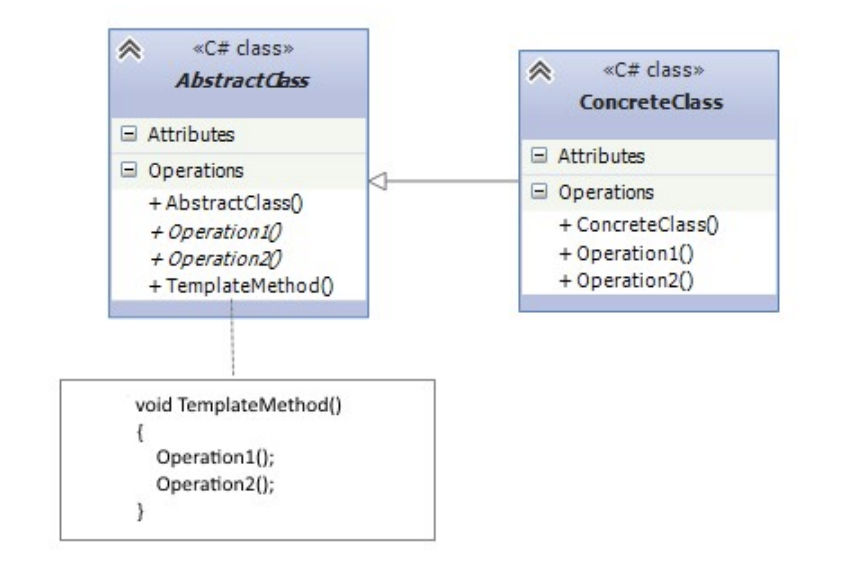 «C# class»
AbstractClass
Attributes
Operations
+ AbstractClass()
+ Operation1()
+ Operation2()
+ TemplateMethod()
«C# class»
ConcreteClass
Attributes
Operations
+ ConcreteClass()
+ Operation1()
+ Operation2()
void TemplateMethod()
{
Operation1();
Operation2();
}